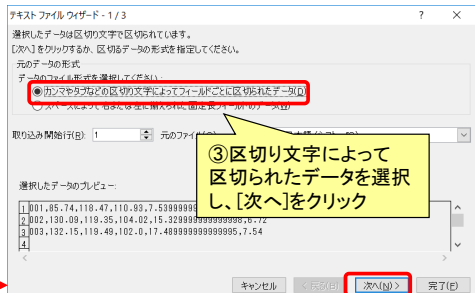 テキスト ファイル ウィザード - 1 / 3
? ×
選択したデータは区切り文字で区切られています。
[次へ] をクリックするか、区切るデータの形式を指定してください。
元のデータの形式
データのファイル形式を選択してください:
カンマやタブなどの区切り文字によってフィールドごとに区切られたデータ(D)
スペースによって右または左に揃えられた固定長フィールドのデータ(W)
取り込み開始行(R): 1 元のファイル
③区切り文字によって
区切られたデータを選択
し、[次へ]をクリック
選択したデータのプレビュー:
1 001,85.74,118.47,110.93,7.53999999
2 002,130.09,119.35,104.02,15.3299999999999998,6.72
3 003,132.15,119.49,102.0,17.489999999999995,7.54
4
キャンセル < 戻る(B) 次へ(N) > 完了(F)